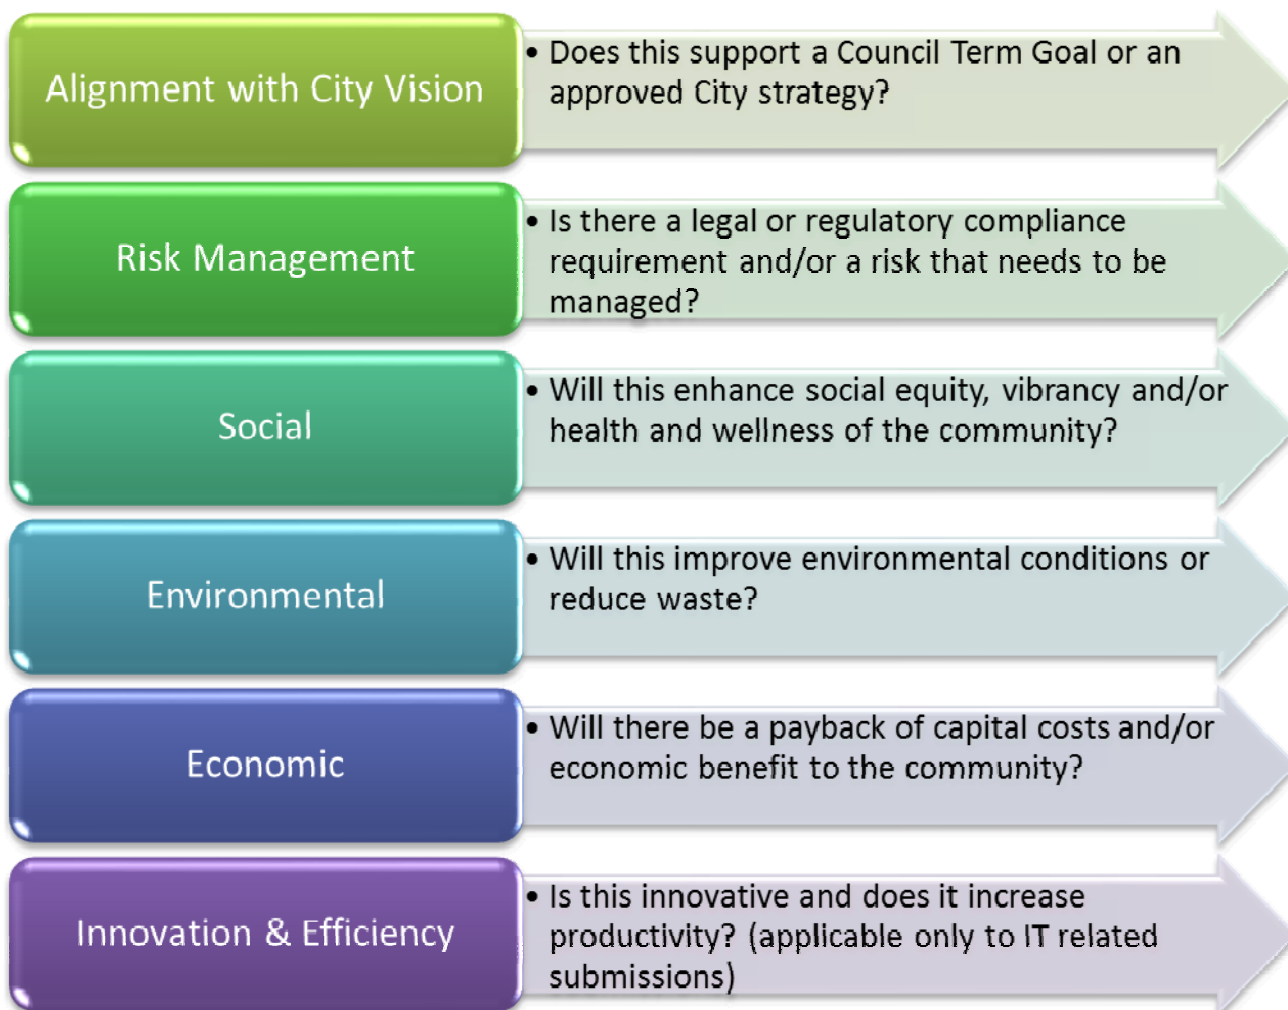 Alignment with City Vision
• Does this support a Council Term Goal or an
approved City strategy?
Risk Management
• Is there a legal or regulatory compliance
requirement and/or a risk that needs to be
managed?
Social
• Will this enhance social equity, vibrancy and/or
health and wellness of the community?
Environmental
• Will this improve environmental conditions or
reduce waste?
Economic
• Will there be a payback of capital costs and/or
economic benefit to the community?
Innovation & Efficiency
• Is this innovative and does it increase
productivity? (applicable only to IT related
submissions)